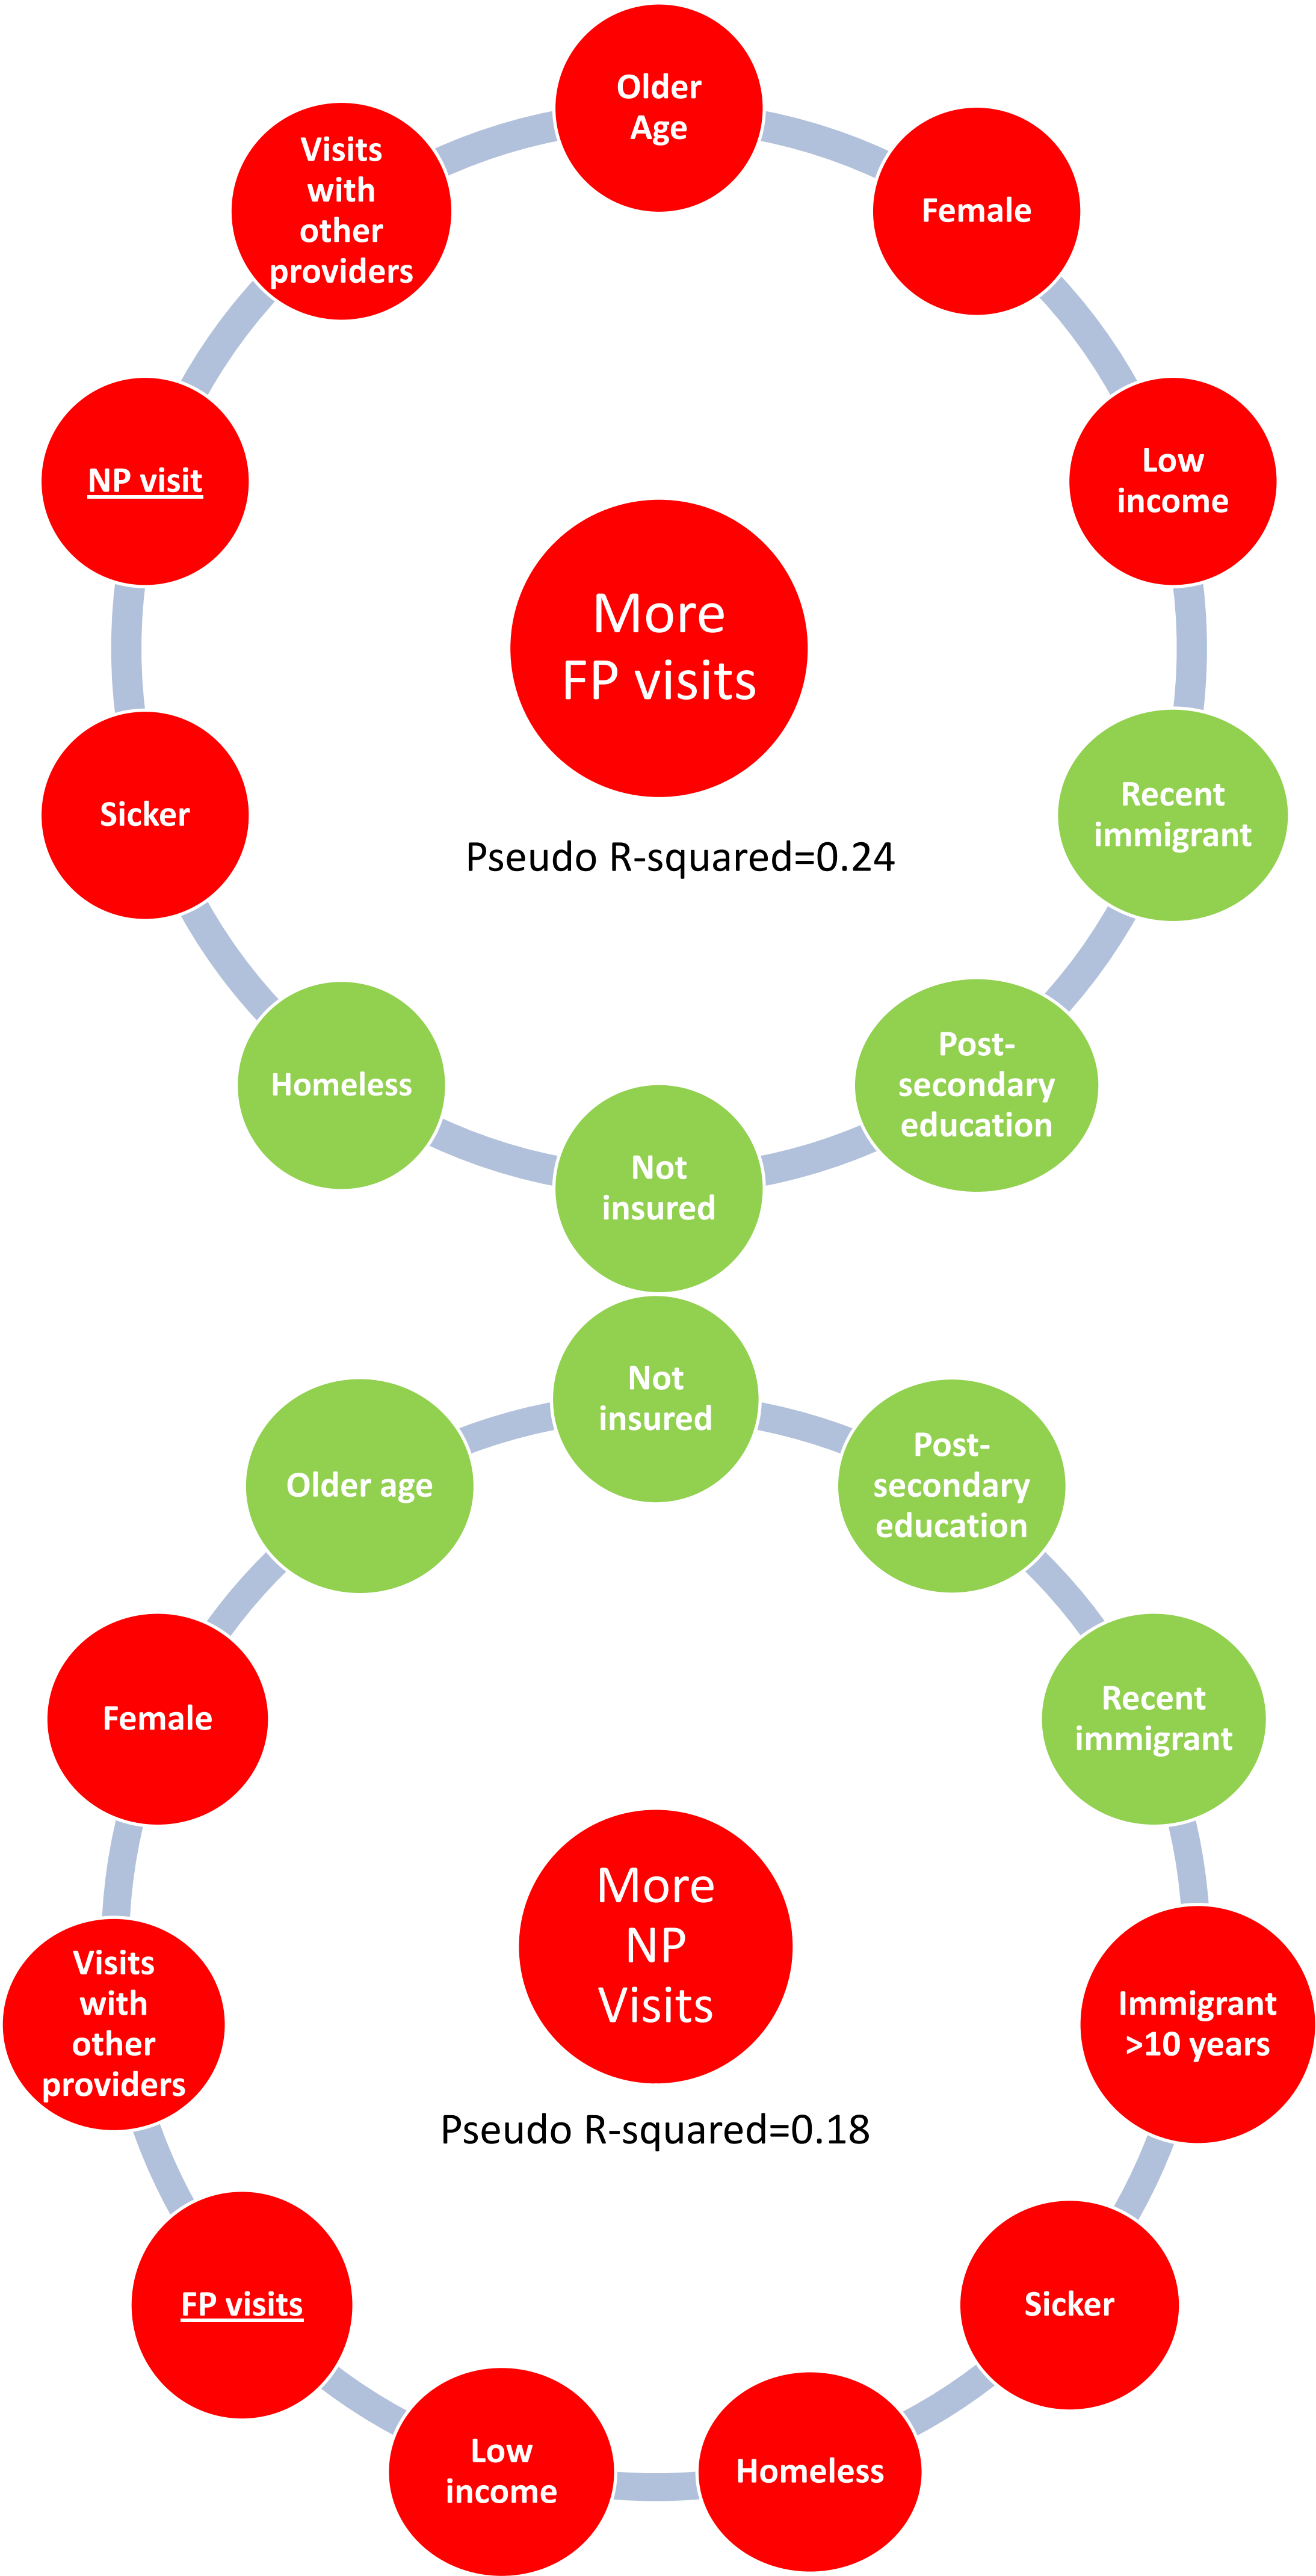 Older
Age
Visits
with
other
providers
Female
NP visit
Low
income
More
FP visits
Sicker
Recent
immigrant
Pseudo R-squared=0.24
Homeless
Post-
secondary
education
Not
insured
Not
insured
Older age
Post-
secondary
education
Female
Recent
immigrant
More
NP
Visits
Visits
with
other
providers
Immigrant
>10 years
Pseudo R-squared=0.18
FP visits
Sicker
Low
income
Homeless